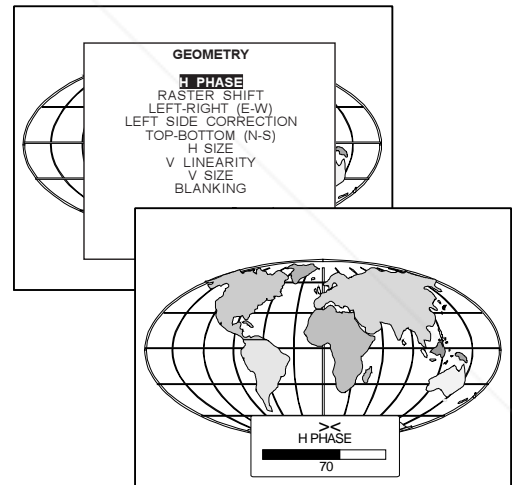 GEOMETRY
H PHASE
RASTER SHIFT
LEFT-RIGHT (E-W)
LEFT SIDE CORRECTION
TOP-BOTTOM (N-S)
H SIZE
V LINEARITY
V SIZE
BLANKING
H PHASE
70